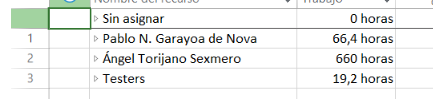 Nombre del recurso Trabajo
Sin asignar 0 horas
1 Pablo N. Garayoa de Nova 66,4 horas
2 Ángel Torijano Sexmero 660 horas
3 Testers 19,2 horas